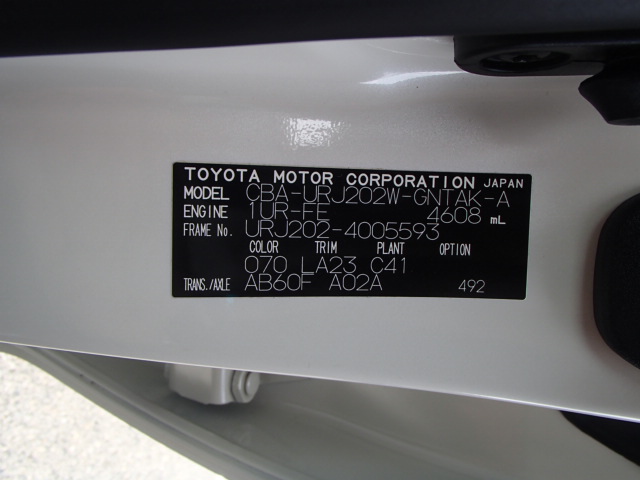 TOYOTA MOTOR CORPORATION JAPAN
MODEL CBA-URJ202W-GNTAK-A
ENGINE 1UR-FE 4608 mL
FRAME No. URJ202-4005593
COLOR TRIM PLANT OPTION
070 LA23 C41
TRANS./AXLE AB60F A02A 492